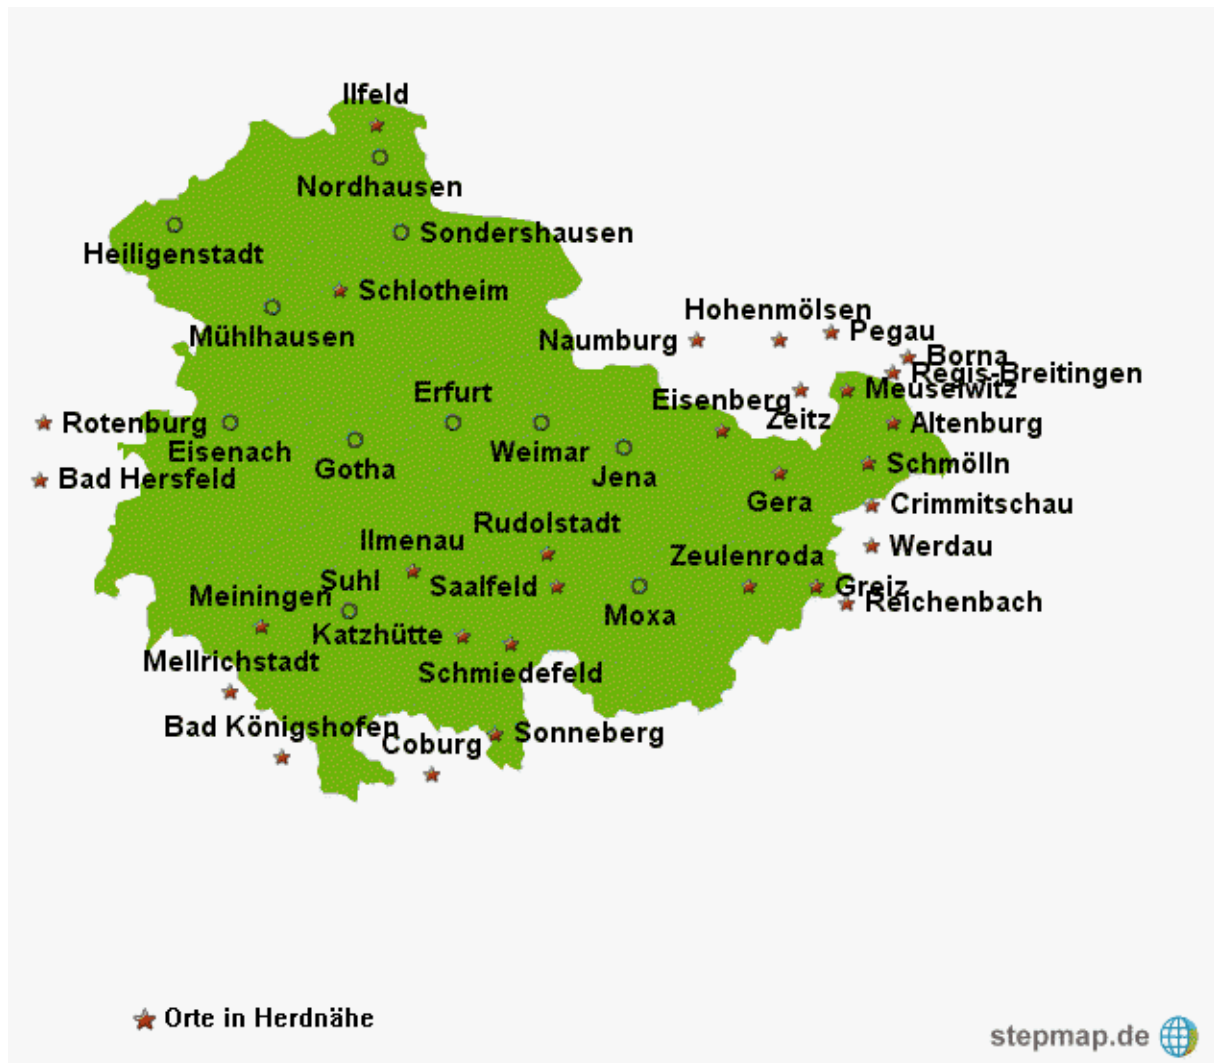 Ilfeld
Nordhausen
Sondershausen
Heiligenstadt
Schlotheim
Hohenmölsen
Mühlhausen
Naumburg
Pegau
Borna
Regis-Breitingen
Erfurt
Eisenberg
Meuselwitz
Zeitz
Rotenburg
Altenburg
Eisenach
Weimar
Gotha
Schmölln
Jena
Bad Hersfeld
Gera
Crimmitschau
Rudolstadt
Ilmenau
Werdau
Zeulenroda
Suhl
Saalfeld
Greiz
Meiningen
Reichenbach
Moxa
Katzhütte
Mellrichstadt
Schmiedefeld
Bad Königshofen
Sonneberg
Coburg
Orte in Herdnähe
stepmap.de